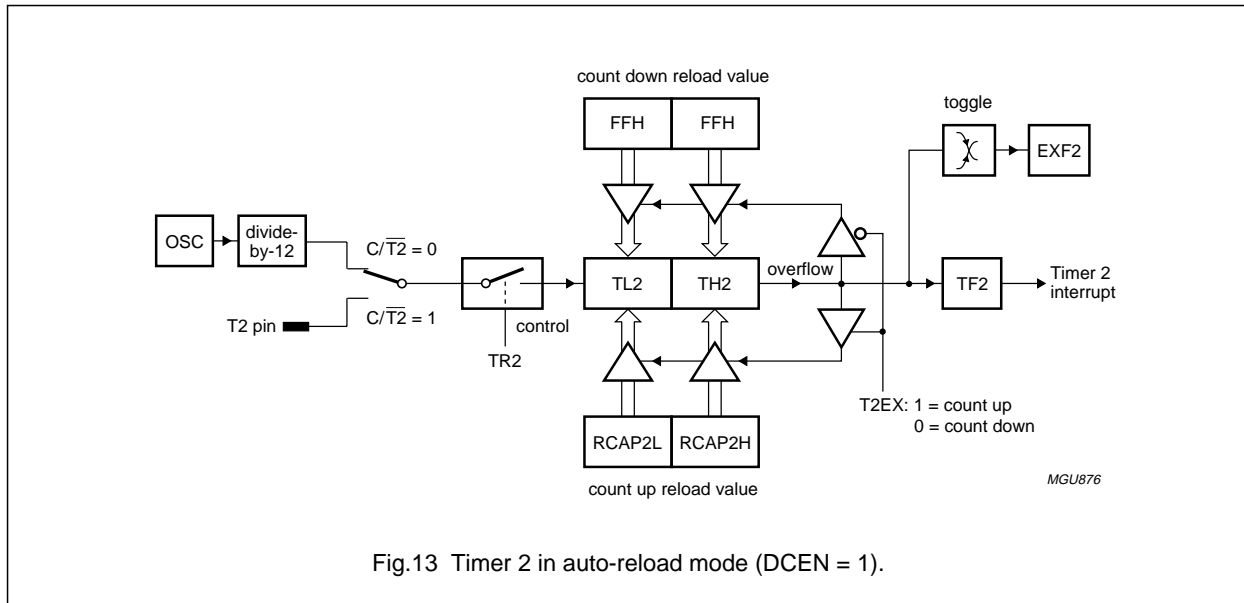 count down reload value
toggle
FFH
FFH
EXF2
OSC
divide-
by-12
C/T2 = 0
TL2
TH2
overflow
TF2
Timer 2
interrupt
T2 pin
C/T2 = 1
control
TR2
T2EX: 1 = count up
0 = count down
RCAP2L
RCAP2H
count up reload value
MGU876
Fig.13 Timer 2 in auto-reload mode (DCEN = 1).